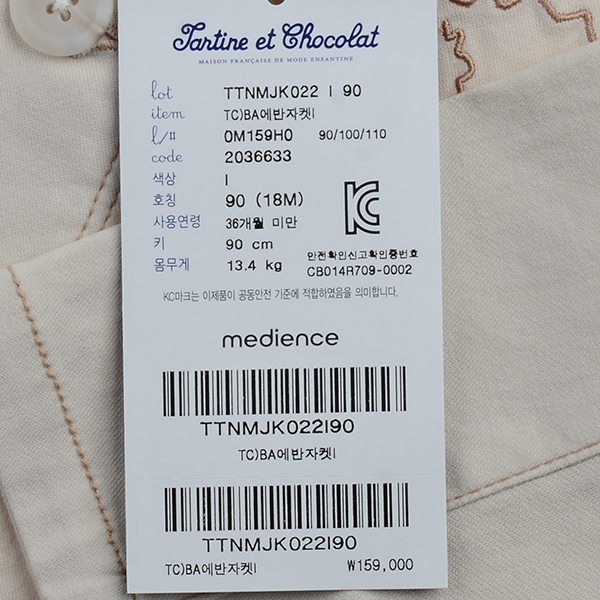 Tartine et Chocolat
MAISON FRANÇAISE DE MODE ENFANTINE
lot TTNMJK022 I 90
item TC)BA에반자켓I
l/# 0M159H0 90/100/110
code 2036633
색상 I
호칭 90 (18M)
사용연령 36개월 미만
키 90 cm
몸무게 13.4 kg
안전확인신고확인증번호
CB014R709-0002
KC마크는 이제품이 공통안전 기준에 적합하였음을 의미합니다.
medience
TTNMJK022I90
TC)BA에반자켓I
TTNMJK022I90
TC)BA에반자켓I ₩159,000